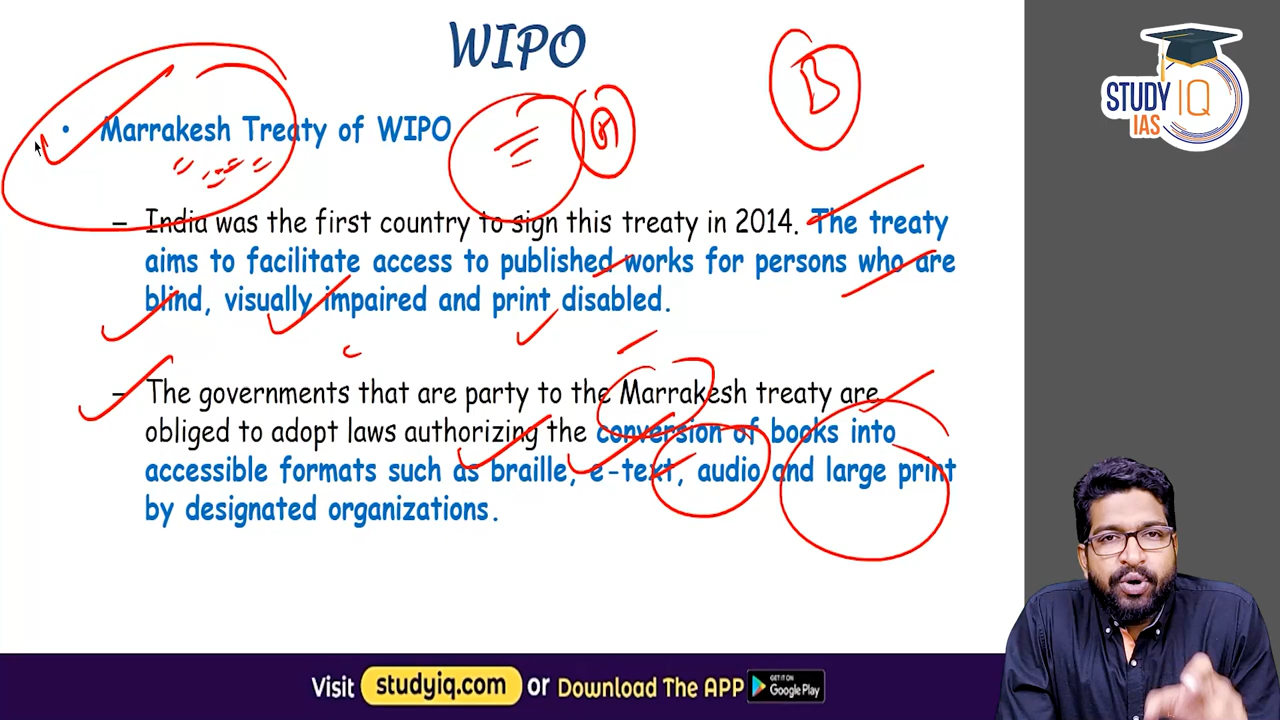 WIPO
B
STUDY IQ
IAS
• Marrakesh Treaty of WIPO
– India was the first country to sign this treaty in 2014. The treaty
aims to facilitate access to published works for persons who are
blind, visually impaired and print disabled.
– The governments that are party to the Marrakesh treaty are
obliged to adopt laws authorizing the conversion of books into
accessible formats such as braille, e-text, audio and large print
by designated organizations.
Visit studyiq.com or Download The APP GET IT ON
Google Play